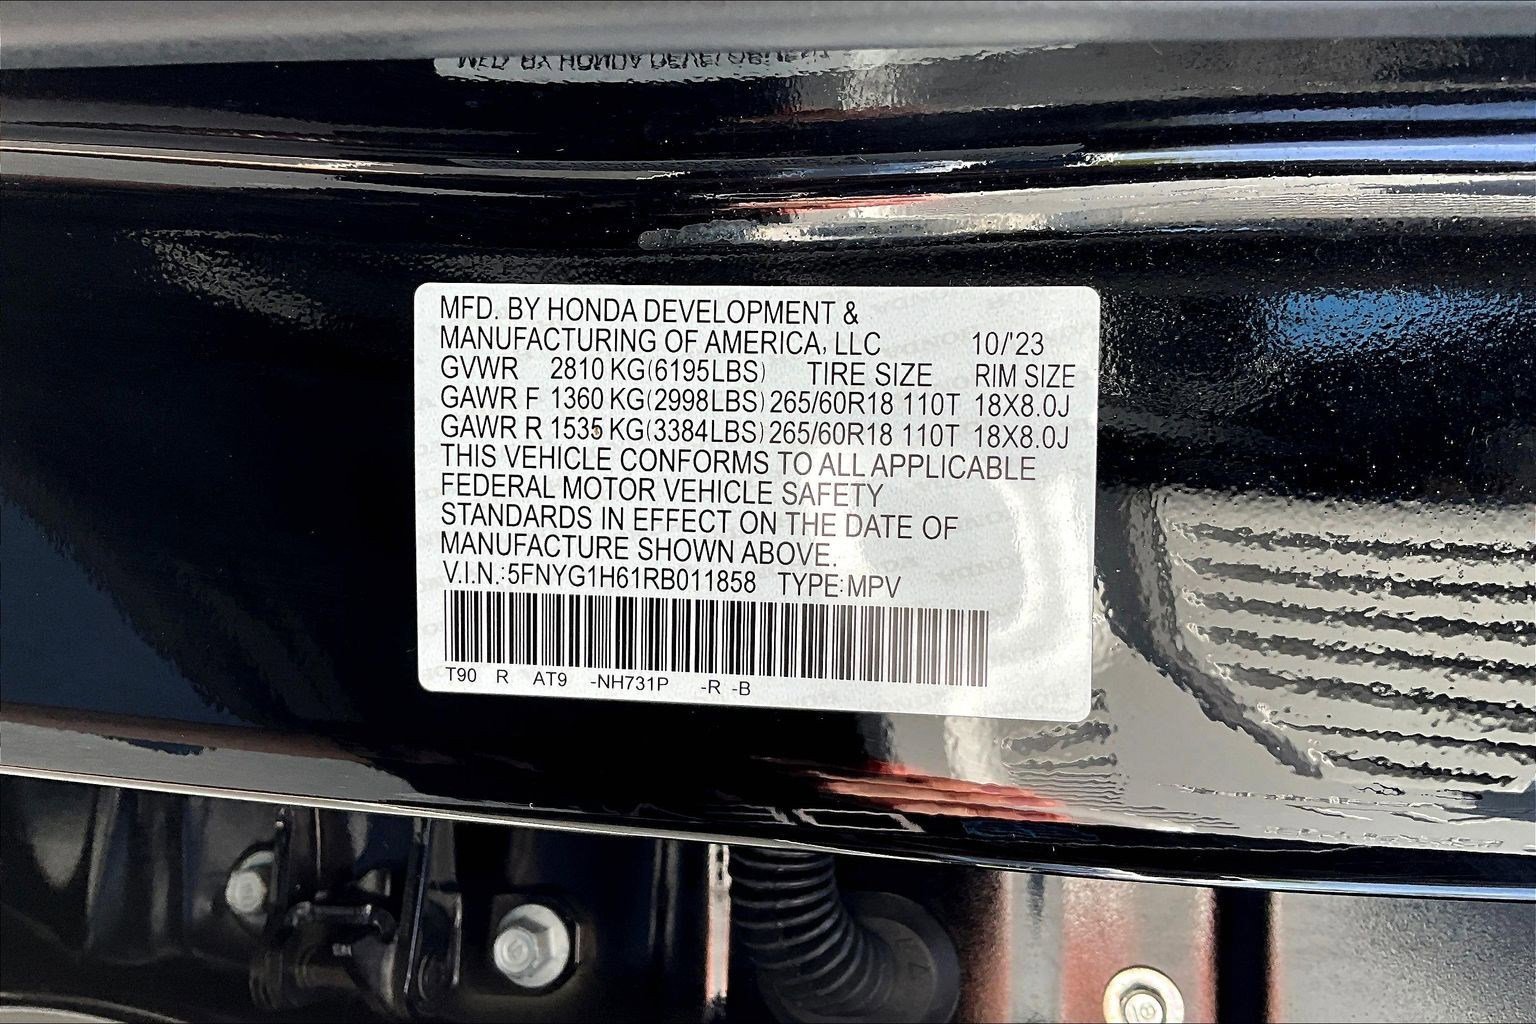 MFD. BY HONDA DEVELOPMENT &
MANUFACTURING OF AMERICA, LLC 10/'23
GVWR 2810 KG(6195LBS) TIRE SIZE RIM SIZE
GAWR F 1360 KG(2998LBS) 265/60R18 110T 18X8.0J
GAWR R 1535 KG(3384LBS) 265/60R18 110T 18X8.0J
THIS VEHICLE CONFORMS TO ALL APPLICABLE
FEDERAL MOTOR VEHICLE SAFETY
STANDARDS IN EFFECT ON THE DATE OF
MANUFACTURE SHOWN ABOVE.
V.I.N.:5FNYG1H61RB011858 TYPE:MPV
T90 R AT9 -NH731P -R -B